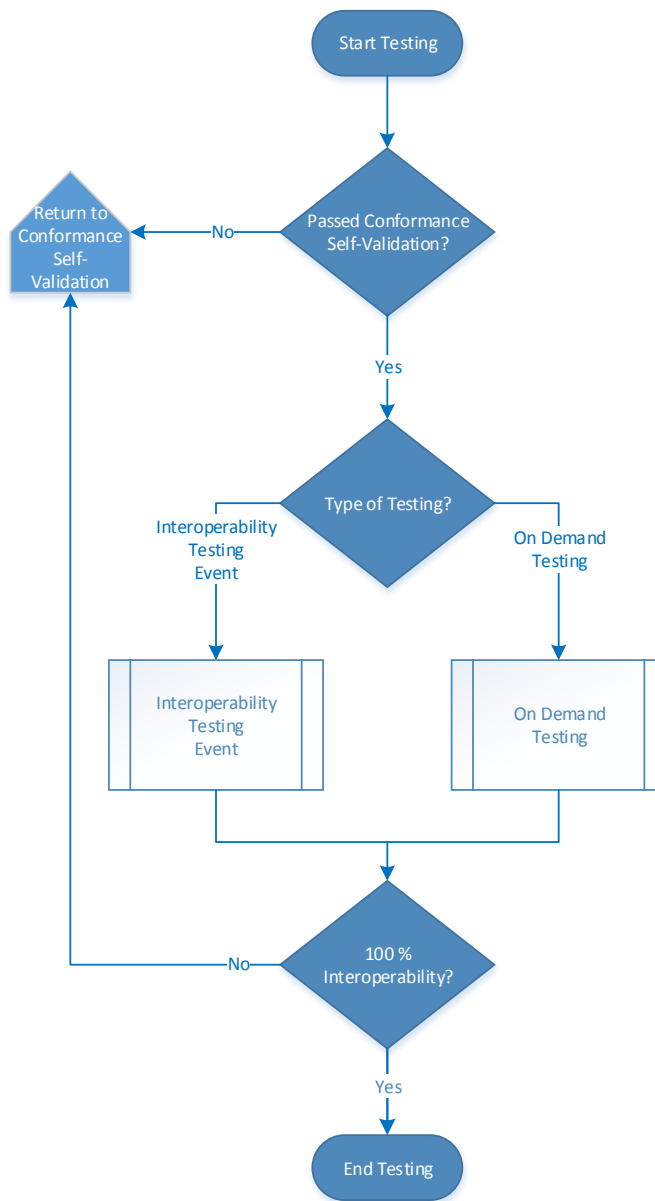 Start Testing
Passed Conformance
Self-Validation?
No
Return to
Conformance
Self-
Validation
Yes
Type of Testing?
Interoperability
Testing
Event
On Demand
Testing
Interoperability
Testing
Event
On Demand
Testing
100 %
Interoperability?
No
Yes
End Testing